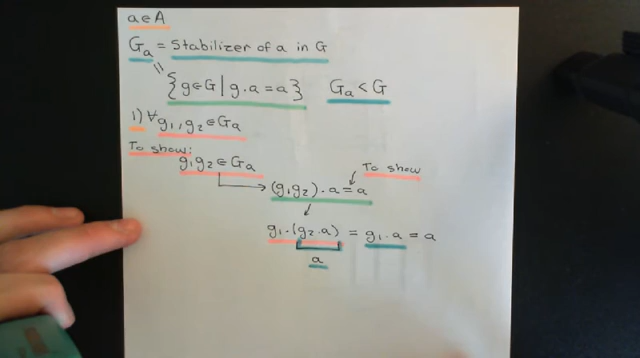 a∈A
Ga = Stabilizer of a in G
= {g∈G | g.a = a} Ga < G
1) ∀g1, g2 ∈ Ga
To show:
g1g2 ∈ Ga To show
(g1g2).a = a
g1.(g2.a) = g1.a = a
a